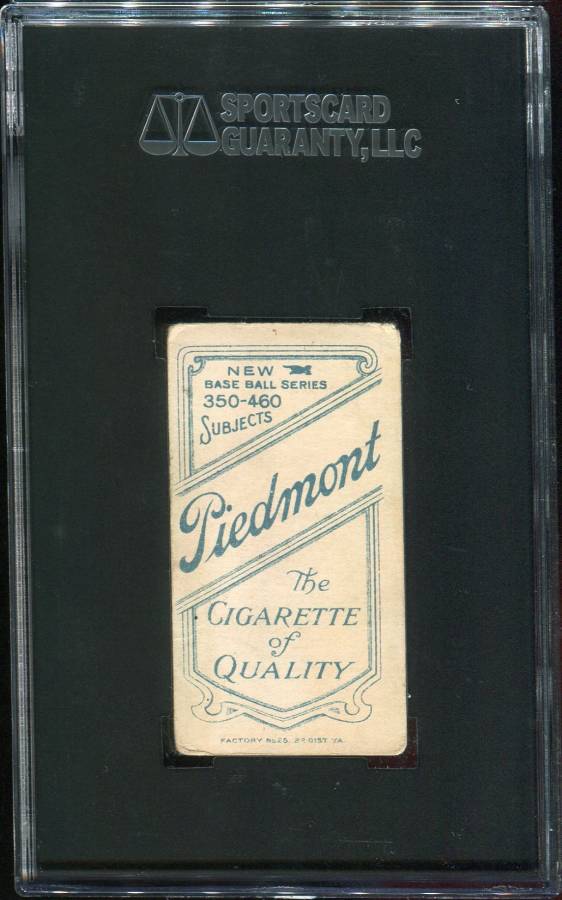 SPORTSCARD
GUARANTY, LLC
NEW
BASE BALL SERIES
350-460
SUBJECTS
Piedmont
The
CIGARETTE
of
QUALITY
FACTORY No 25. 2D DIST. VA.